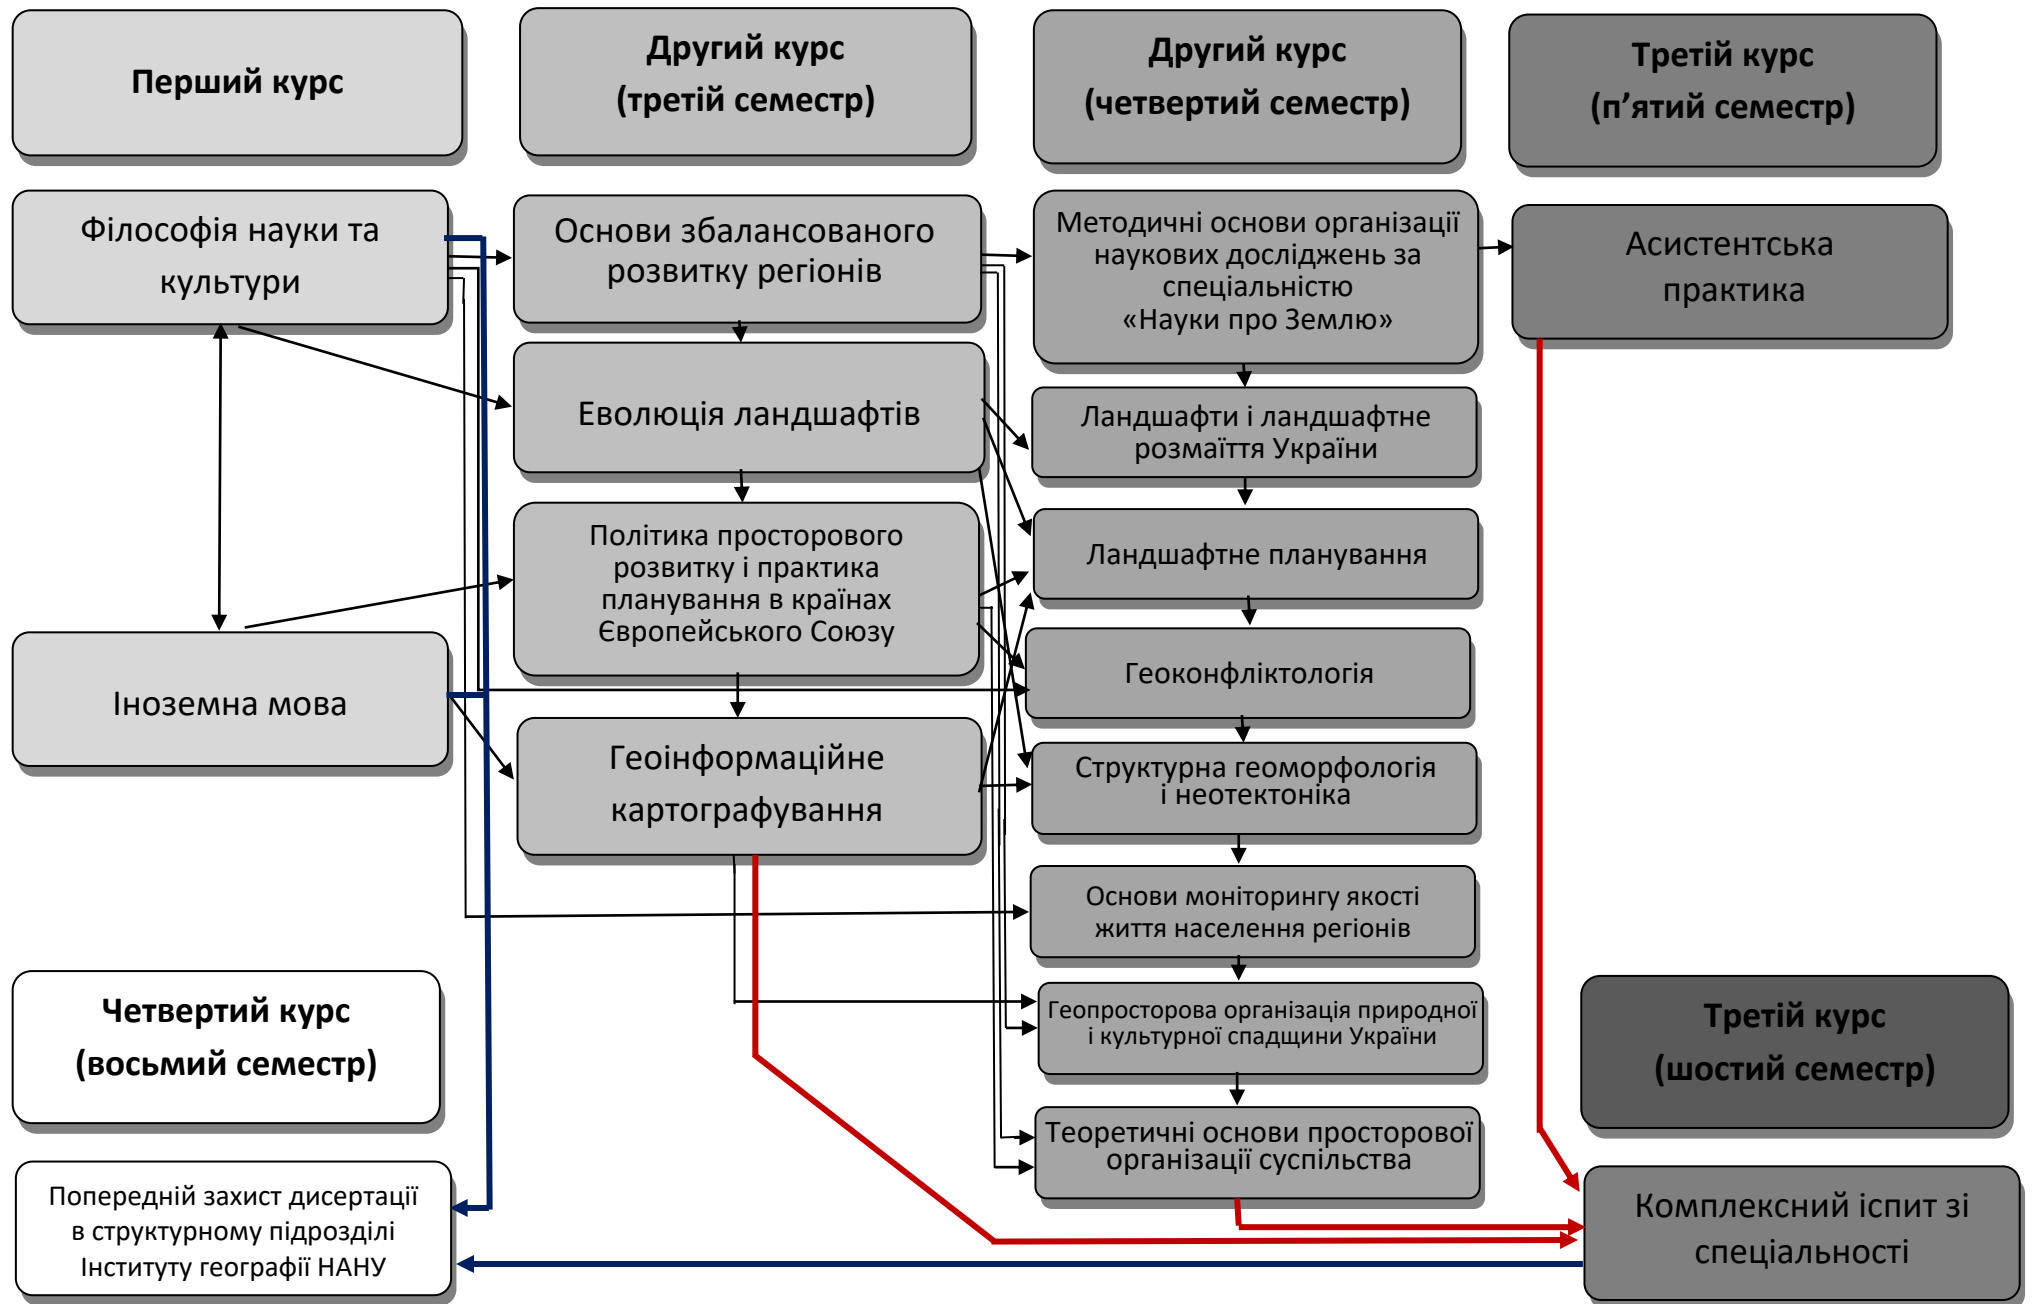 Перший курс
Другий курс
(третій семестр)
Другий курс
(четвертий семестр)
Третій курс
(п’ятий семестр)
Філософія науки та
культури
Іноземна мова
Основи збалансованого
розвитку регіонів
Еволюція ландшафтів
Політика просторового
розвитку і практика
планування в країнах
Європейського Союзу
Геоінформаційне
картографування
Методичні основи організації
наукових досліджень за
спеціальністю
«Науки про Землю»
Ландшафти і ландшафтне
розмаїття України
Ландшафтне планування
Геоконфліктологія
Структурна геоморфологія
і неотектоніка
Основи моніторингу якості
життя населення регіонів
Геопросторова організація природної
і культурної спадщини України
Теоретичні основи просторової
організації суспільства
Асистентська
практика
Третій курс
(шостий семестр)
Комплексний іспит зі
спеціальності
Четвертий курс
(восьмий семестр)
Попередній захист дисертації
в структурному підрозділі
Інституту географії НАНУ